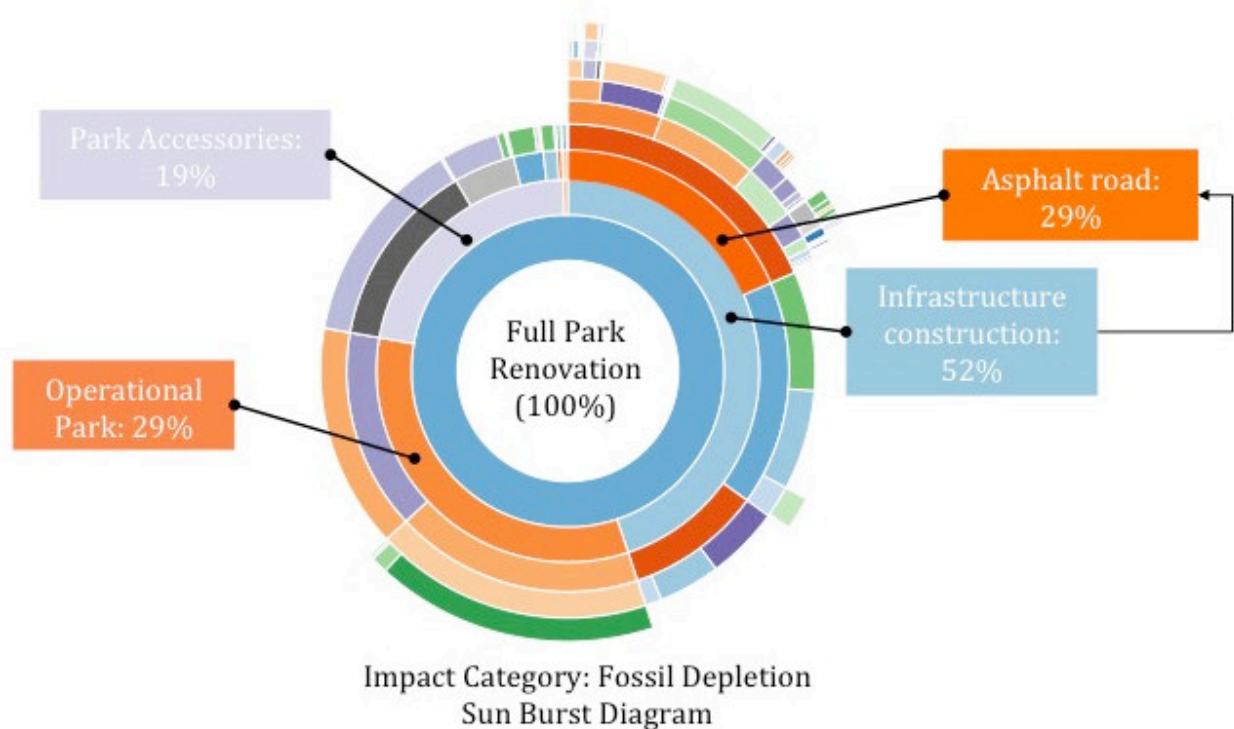 Park Accessories:
19%
Asphalt road:
29%
Infrastructure
construction:
52%
Full Park
Renovation
(100%)
Operational
Park: 29%
Impact Category: Fossil Depletion
Sun Burst Diagram